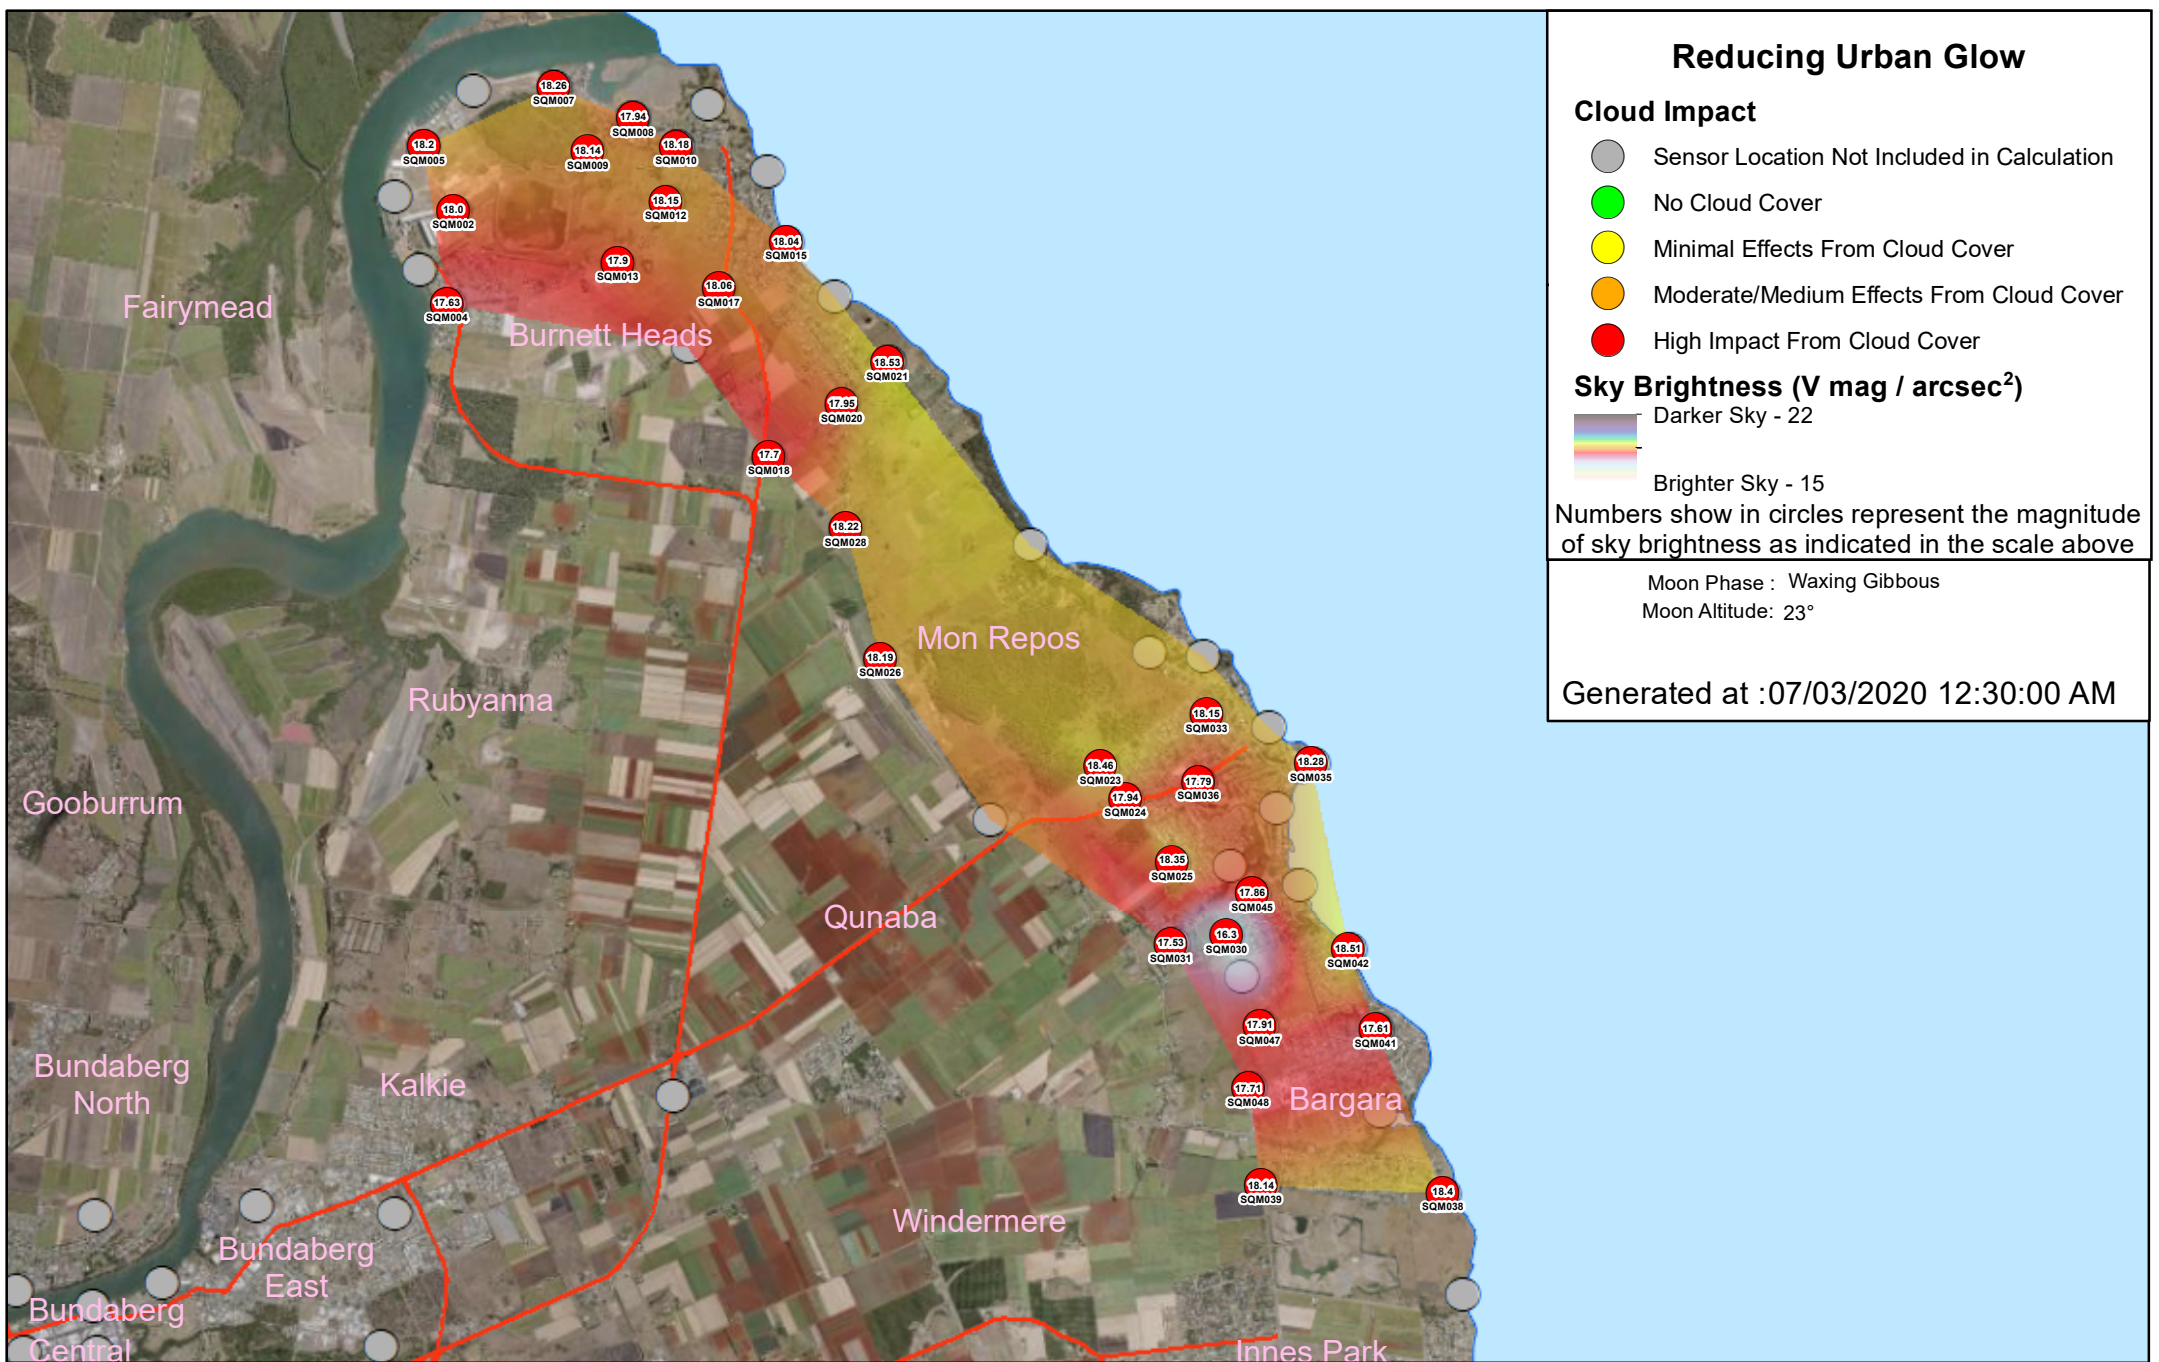 Reducing Urban Glow
Cloud Impact
Sensor Location Not Included in Calculation
No Cloud Cover
Minimal Effects From Cloud Cover
Moderate/Medium Effects From Cloud Cover
High Impact From Cloud Cover
Sky Brightness (V mag / arcsec²)
Darker Sky - 22
Brighter Sky - 15
Numbers show in circles represent the magnitude
of sky brightness as indicated in the scale above
Moon Phase : Waxing Gibbous
Moon Altitude: 23°
Generated at :07/03/2020 12:30:00 AM
18.26
SQM007
17.94
SQM008
18.2
SQM005
18.14
SQM009
18.18
SQM010
18.0
SQM002
18.15
SQM012
18.04
SQM015
17.9
SQM013
18.06
SQM017
17.63
SQM004
Fairymead
Burnett Heads
18.53
SQM021
17.95
SQM020
17.7
SQM018
18.22
SQM028
Mon Repos
18.19
SQM026
Rubyanna
18.15
SQM033
18.46
SQM023
18.28
SQM035
17.79
SQM036
17.94
SQM024
Gooburrum
18.35
SQM025
17.86
SQM045
Qunaba
16.3
SQM030
17.53
SQM031
18.51
SQM042
17.91
SQM047
17.61
SQM041
Bundaberg
North
Kalkie
17.71
SQM048
Bargara
18.14
SQM039
18.4
SQM038
Windermere
Bundaberg
East
Bundaberg
Central
Innes Park